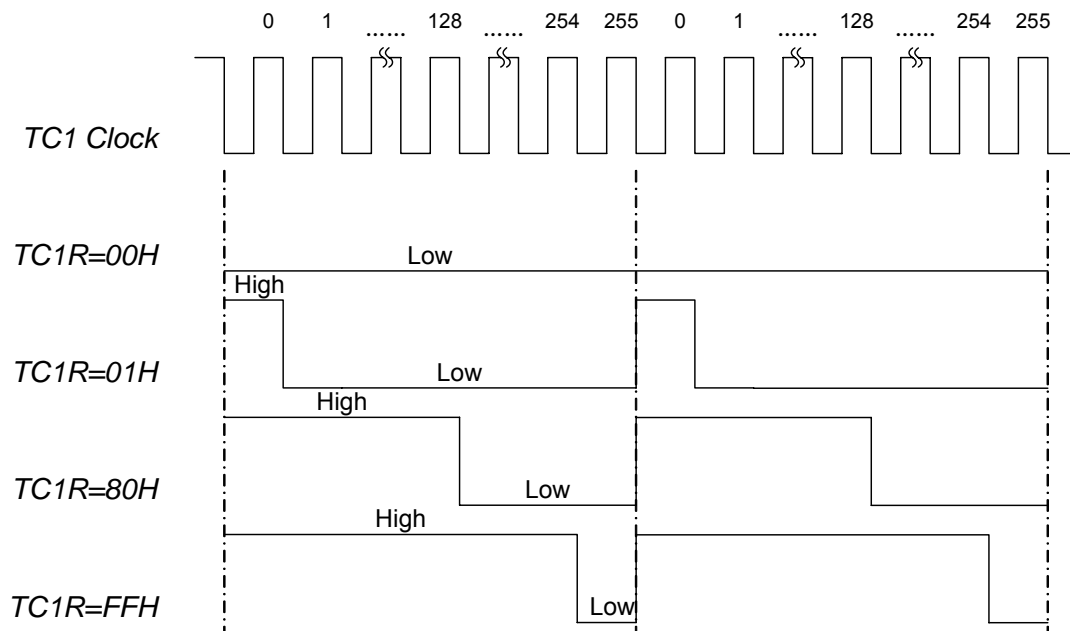 0 1 …… 128 …… 254 255 0 1 …… 128 …… 254 255
TC1 Clock
TC1R=00H
Low
High
TC1R=01H
Low
High
TC1R=80H
Low
High
TC1R=FFH
Low